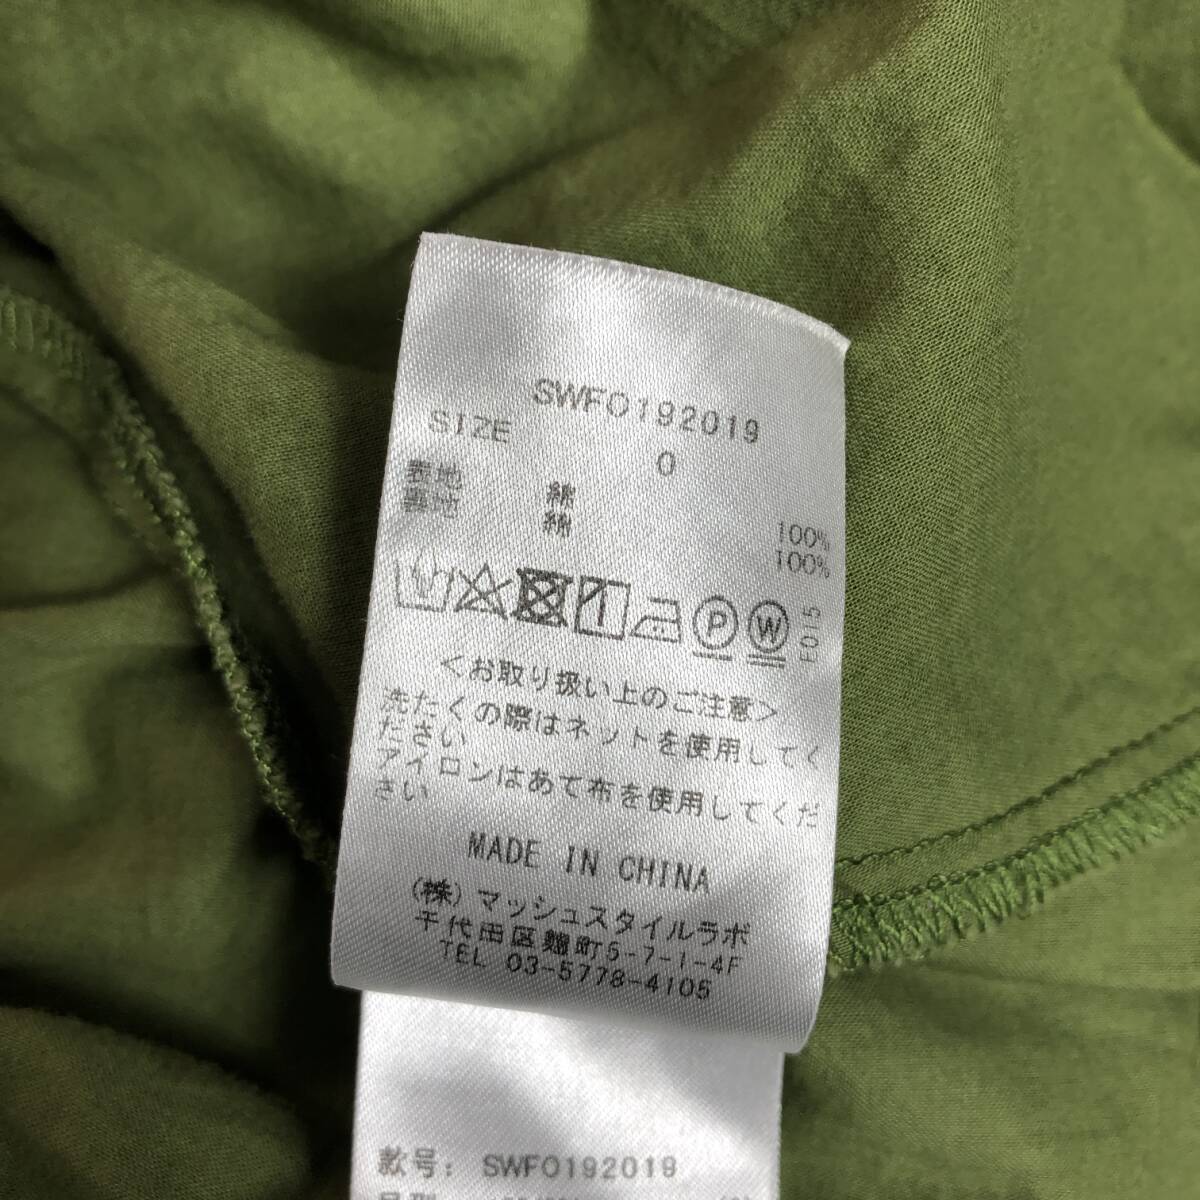 SWFO192019
SIZE 0
表地 綿 100%
裏地 綿 100%
P W F015
＜お取り扱い上のご注意＞
洗たくの際はネットを使用してく
ださい
アイロンはあて布を使用してくだ
さい
MADE IN CHINA
(株)マッシュスタイルラボ
千代田区麹町5-7-1-4F
TEL 03-5778-4105
款号: SWFO192019